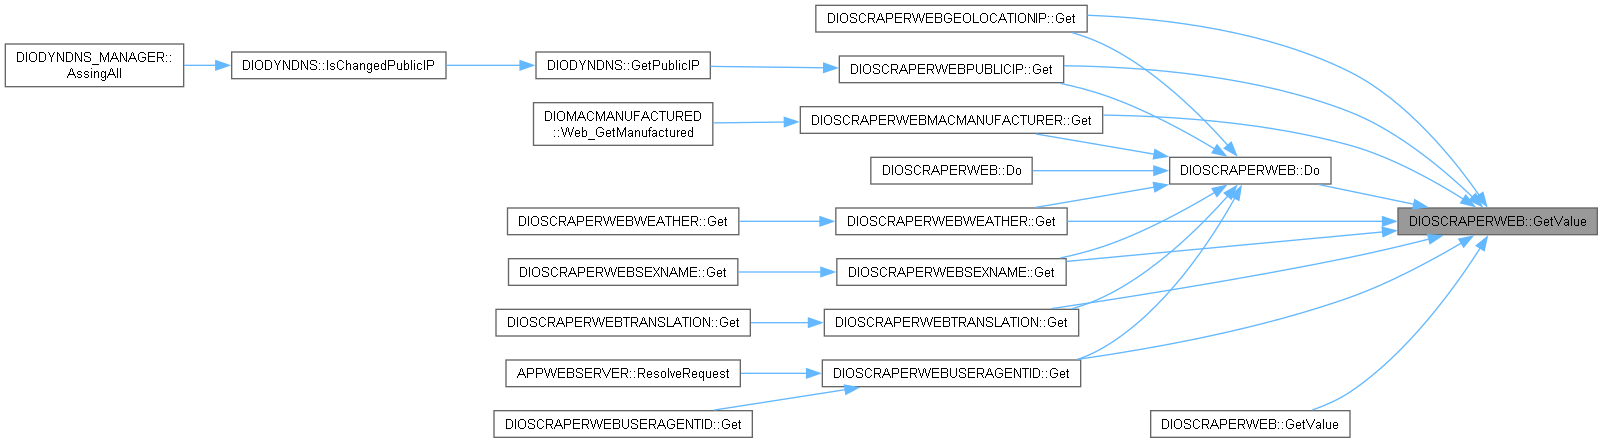 DIOSCRAPERWEBGEOLOCATIONIP::Get
DIODYNDNS_MANAGER::
AssingAll
DIODYNDNS::IsChangedPublicIP
DIODYNDNS::GetPublicIP
DIOSCRAPERWEBPUBLICIP::Get
DIOMACMANUFACTURED
::Web_GetManufactured
DIOSCRAPERWEBMACMANUFACTURER::Get
DIOSCRAPERWEB::Do
DIOSCRAPERWEB::Do
DIOSCRAPERWEBWEATHER::Get
DIOSCRAPERWEBWEATHER::Get
DIOSCRAPERWEB::GetValue
DIOSCRAPERWEBSEXNAME::Get
DIOSCRAPERWEBSEXNAME::Get
DIOSCRAPERWEBTRANSLATION::Get
DIOSCRAPERWEBTRANSLATION::Get
APPWEBSERVER::ResolveRequest
DIOSCRAPERWEBUSERAGENTID::Get
DIOSCRAPERWEBUSERAGENTID::Get
DIOSCRAPERWEB::GetValue